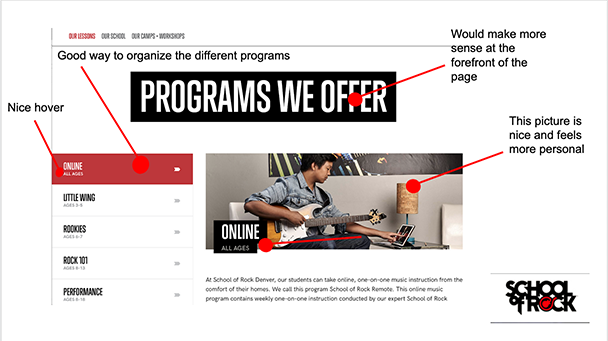 OUR LESSONS OUR SCHOOL OUR CAMPS + WORKSHOPS
Good way to organize the different programs
Would make more
sense at the
forefront of the
page
PROGRAMS WE OFFER
Nice hover
This picture is
nice and feels
more personal
ONLINE
ALL AGES
LITTLE WING
AGES 2-5
ROOKIES
AGES 6-7
ROCK 101
AGES 8-13
PERFORMANCE
AGES 8-18
ONLINE
ALL AGES
At School of Rock Denver, our students can take online, one-on-one music instruction from the
comfort of their homes. We call this program School of Rock Remote. This online music
program contains weekly one-on-one instruction conducted by our expert School of Rock
SCHOOL
of ROCK